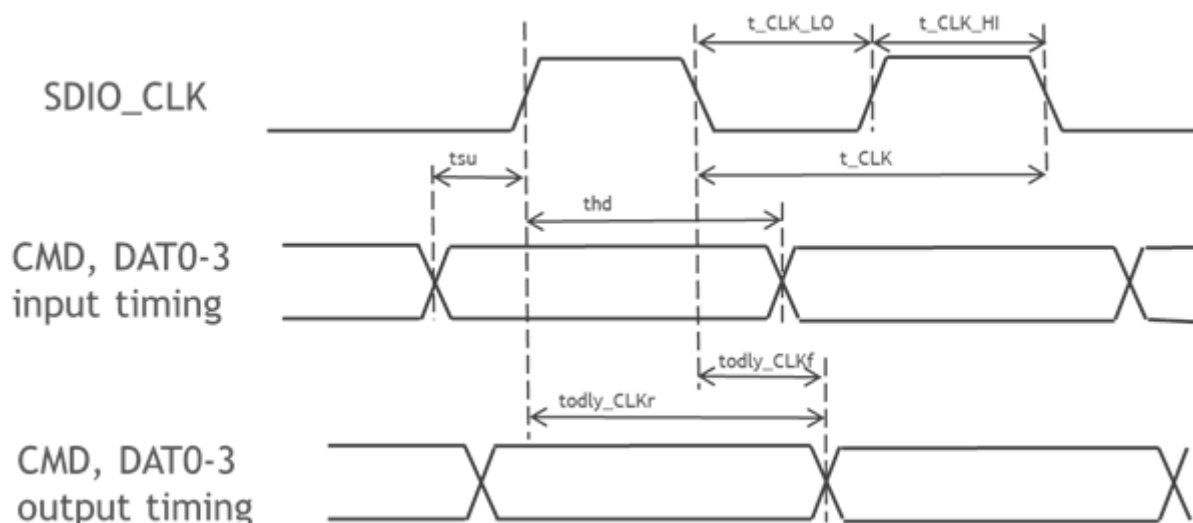 t_CLK_LO
t_CLK_HI
SDIO_CLK
tsu
t_CLK
thd
CMD, DAT0-3
input timing
todly_CLKf
todly_CLKr
CMD, DAT0-3
output timing